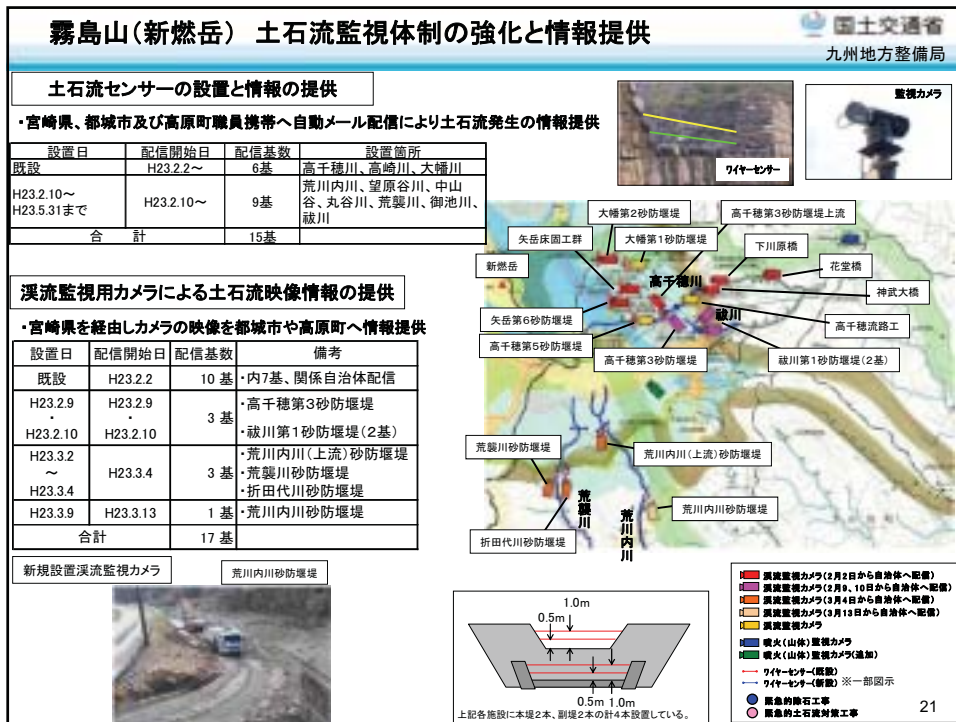 霧島山(新燃岳) 土石流監視体制の強化と情報提供
国土交通省
九州地方整備局
土石流センサーの設置と情報の提供
・宮崎県、都城市及び高原町職員携帯へ自動メール配信により土石流発生の情報提供
設置日 配信開始日 配信基数 設置箇所
既設 H23.2.2～ 6基 高千穂川、高崎川、大幡川
H23.2.10～
H23.5.31まで H23.2.10～ 9基 荒川内川、望原谷川、中山
谷、丸谷川、荒襲川、御池川、
祓川
合 計 15基
ワイヤーセンサー
監視カメラ
渓流監視用カメラによる土石流映像情報の提供
・宮崎県を経由しカメラの映像を都城市や高原町へ情報提供
設置日 配信開始日 配信基数 備考
既設 H23.2.2 10 基 ・内7基、関係自治体配信
H23.2.9
・
H23.2.10 H23.2.9
・
H23.2.10 3 基 ・高千穂第3砂防堰堤
・祓川第1砂防堰堤(2基)
H23.3.2
～
H23.3.4 H23.3.4 3 基 ・荒川内川(上流)砂防堰堤
・荒襲川砂防堰堤
・折田代川砂防堰堤
H23.3.9 H23.3.13 1 基 ・荒川内川砂防堰堤
合計 17 基
大幡第2砂防堰堤
高千穂第3砂防堰堤上流
矢岳床固工群
大幡第1砂防堰堤
下川原橋
新燃岳
高千穂川
花堂橋
神武大橋
祓川
矢岳第6砂防堰堤
高千穂流路工
高千穂第5砂防堰堤
高千穂第3砂防堰堤
祓川第1砂防堰堤(2基)
荒襲川砂防堰堤
荒川内川(上流)砂防堰堤
荒襲川
荒川内川
荒川内川砂防堰堤
折田代川砂防堰堤
新規設置渓流監視カメラ
荒川内川砂防堰堤
1.0m
0.5m
0.5m 1.0m
上記各施設に本堤2本、副堤2本の計4本設置している。
渓流監視カメラ(2月2日から自治体へ配信)
渓流監視カメラ(2月9、10日から自治体へ配信)
渓流監視カメラ(3月4日から自治体へ配信)
渓流監視カメラ(3月13日から自治体へ配信)
渓流監視カメラ
噴火(山体)監視カメラ
噴火(山体)監視カメラ(追加)
ワイヤーセンサー(既設)
ワイヤーセンサー(新設) ※一部図示
緊急的除石工事
緊急的土石流対策工事
21